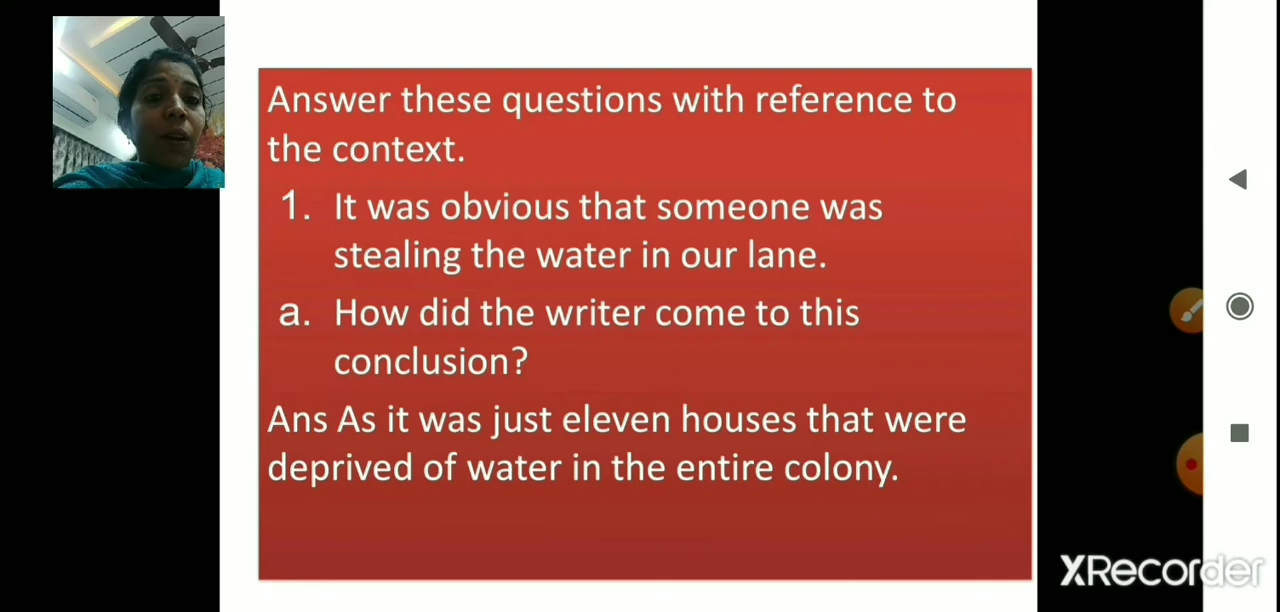 Answer these questions with reference to
the context.
1. It was obvious that someone was
stealing the water in our lane.
a. How did the writer come to this
conclusion?
Ans As it was just eleven houses that were
deprived of water in the entire colony.
XRecorder